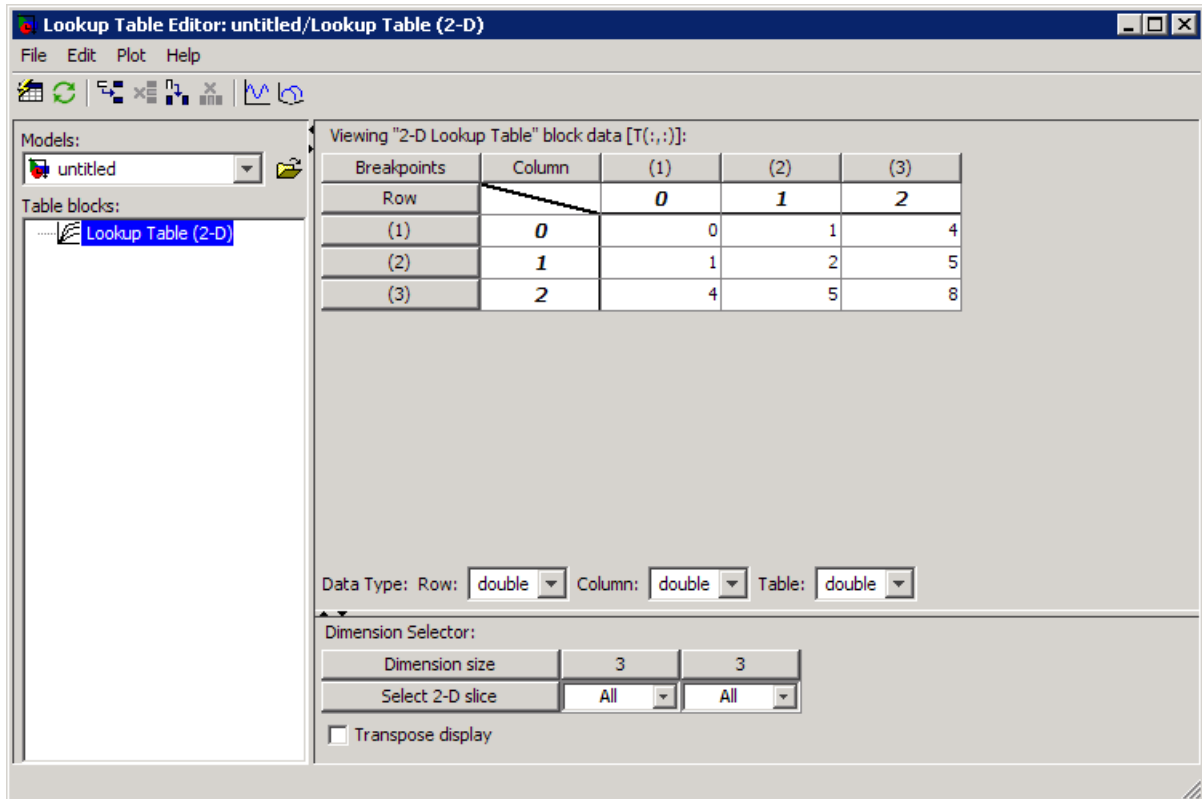 Lookup Table Editor: untitled/Lookup Table (2-D)
File Edit Plot Help
Models:
untitled
Table blocks:
Lookup Table (2-D)
Viewing "2-D Lookup Table" block data [T(:,:)]:
Breakpoints Column (1) (2) (3)
Row 0 1 2
(1) 0 0 1 4
(2) 1 1 2 5
(3) 2 4 5 8
Data Type: Row: double Column: double Table: double
Dimension Selector:
Dimension size 3 3
Select 2-D slice All All
Transpose display